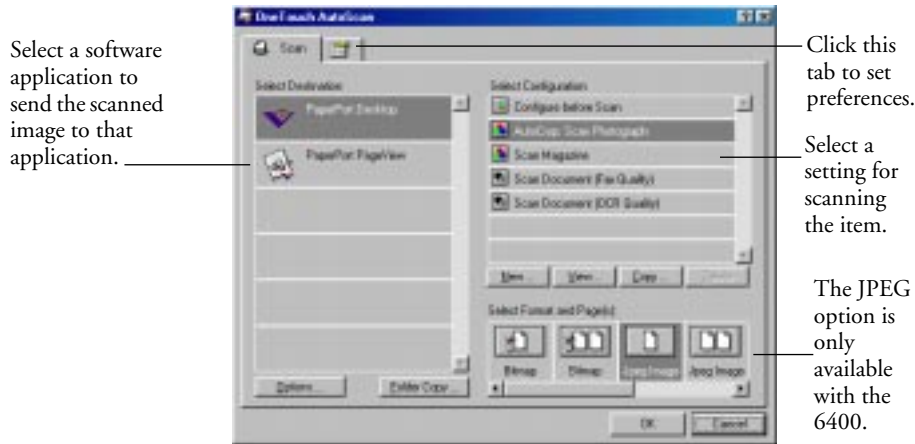 Select a software
application to
send the scanned
image to that
application.
OneTouch AutoScan
Scan
Select Destination
PaperPort Desktop
PaperPort PageView
Options...
Folder Copy...
Select Configuration
Configure before Scan
AutoCrop: Scan Photograph
Scan Magazine
Scan Document (Fax Quality)
Scan Document (OCR Quality)
New...
View...
Copy...
Select Format and Page(s)
Bitmap
Bitmap
Jpeg Image
Jpeg Image
OK
Cancel
Click this
tab to set
preferences.
Select a
setting for
scanning
the item.
The JPEG
option is
only
available
with the
6400.